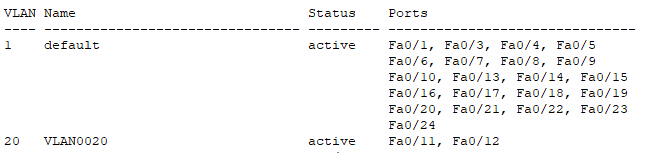 VLAN Name                             Status    Ports
---- -------------------------------- --------- -------------------------------
1    default                          active    Fa0/1, Fa0/3, Fa0/4, Fa0/5
                                                Fa0/6, Fa0/7, Fa0/8, Fa0/9
                                                Fa0/10, Fa0/13, Fa0/14, Fa0/15
                                                Fa0/16, Fa0/17, Fa0/18, Fa0/19
                                                Fa0/20, Fa0/21, Fa0/22, Fa0/23
                                                Fa0/24
20   VLAN0020                         active    Fa0/11, Fa0/12